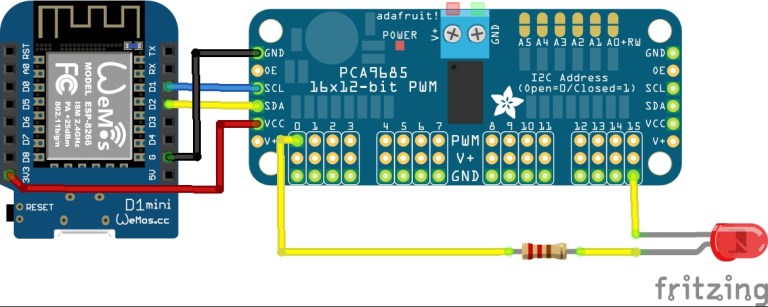 A0 RST
D0
D5
D6
D7
D8
3V3
WeMos
MODEL ESP-8266
FC
ISM 2.4GHz
PA +25dBm
802.11b/g/n
TX
RX
D1
D2
D3
D4
G
5V
RESET
D1 mini
WeMos.cc
adafruit!
POWER
V+
GND
A5 A4 A3 A2 A1 A0+RW
GND
OE
SCL
SDA
VCC
V+
PCA9685
16x12-bit PWM
I2C Address
(Open=0/Closed=1)
GND
OE
SCL
SDA
VCC
V+
0 1 2 3
4 5 6 7
8 9 10 11
12 13 14 15
PWM
V+
GND
fritzing